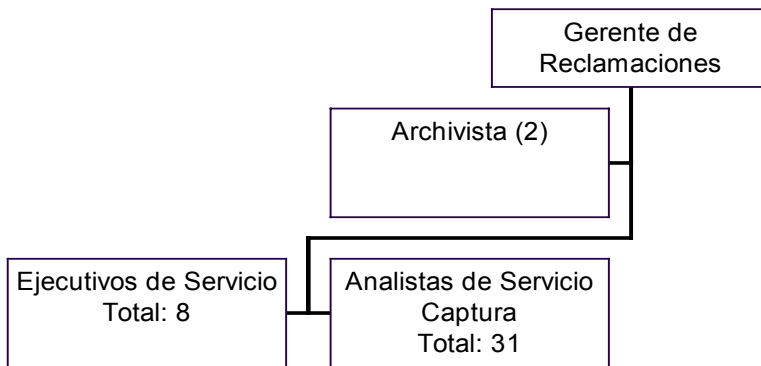 Gerente de
Reclamaciones
Archivista (2)
Ejecutivos de Servicio
Total: 8
Analistas de Servicio
Captura
Total: 31